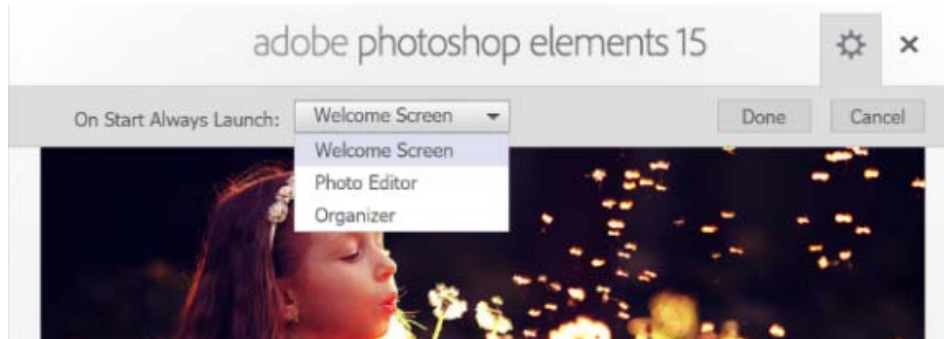 adobe photoshop elements 15
On Start Always Launch: Welcome Screen Done Cancel
Welcome Screen
Photo Editor
Organizer